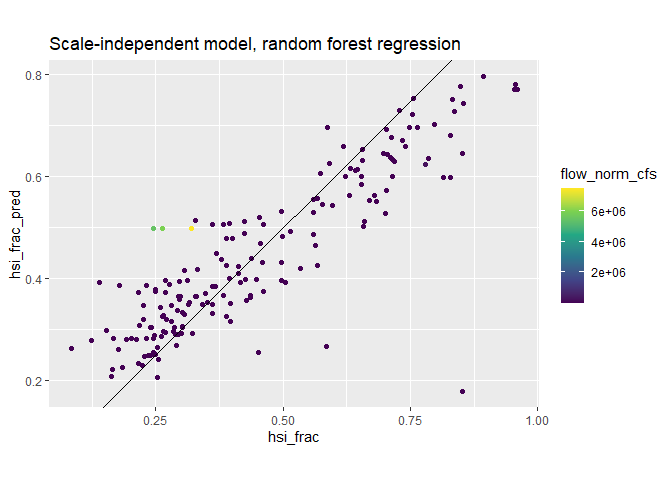 Scale-independent model, random forest regression
hsi_frac_pred
0.8
0.6
0.4
0.2
0.25
0.50
0.75
1.00
hsi_frac
flow_norm_cfs
6e+06
4e+06
2e+06